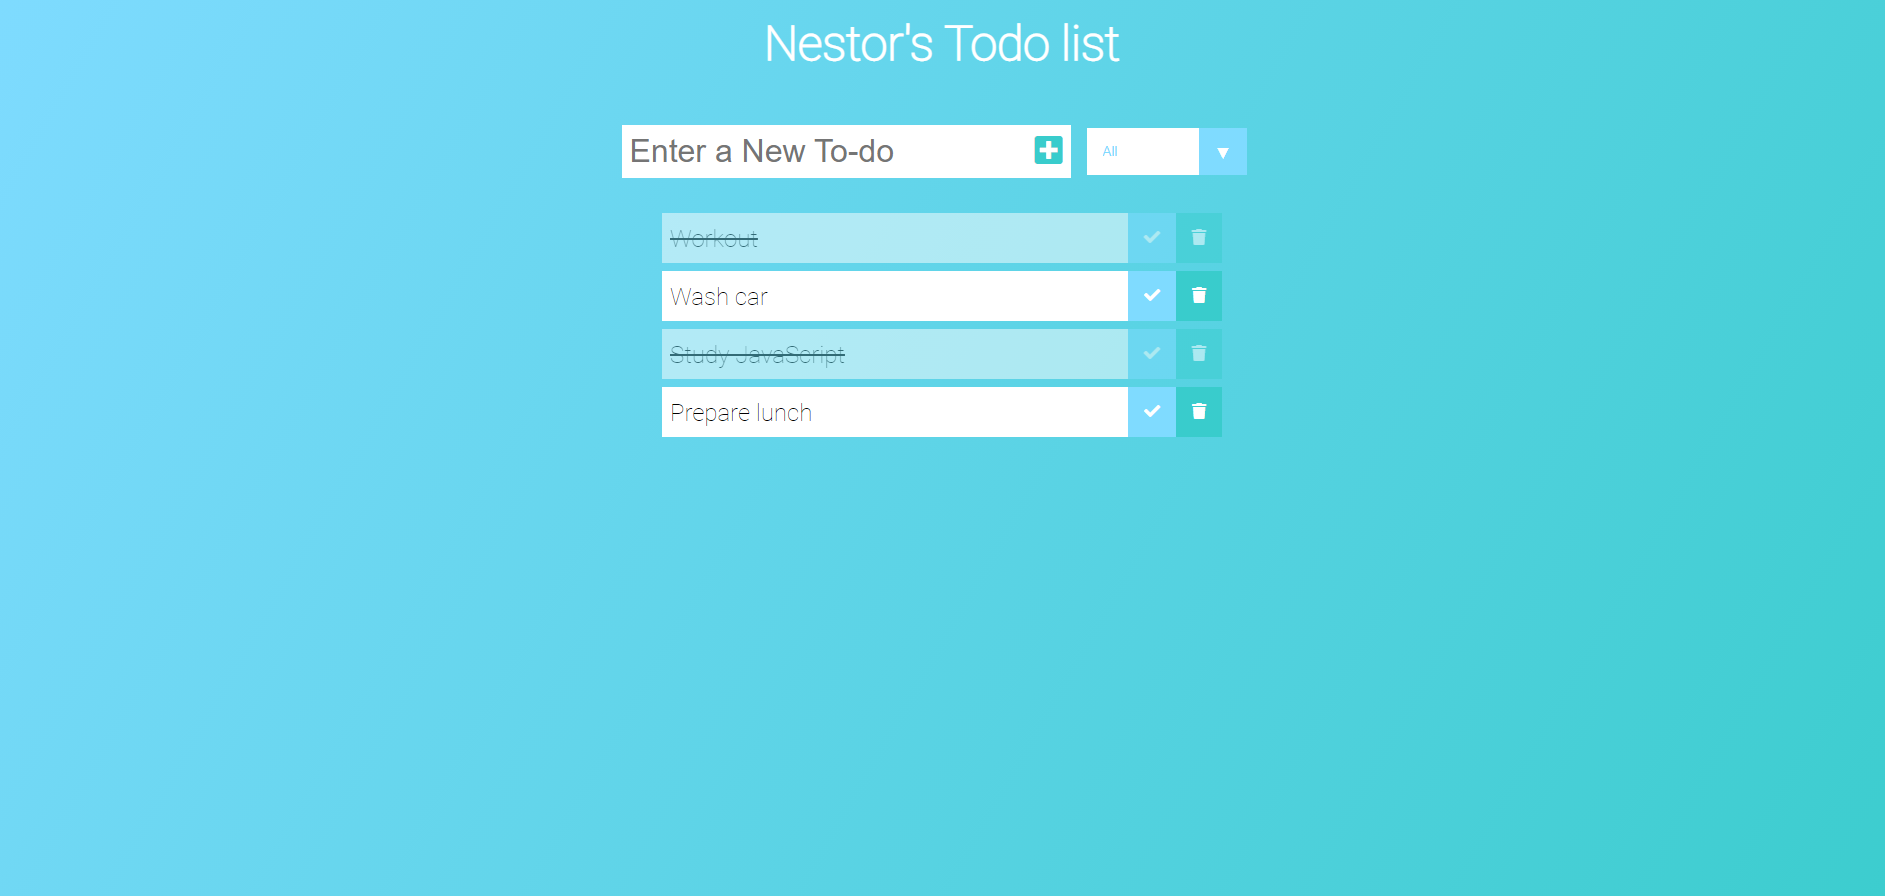 Nestor's Todo list
Enter a New To-do
All
Workout
Wash car
Study JavaScript
Prepare lunch